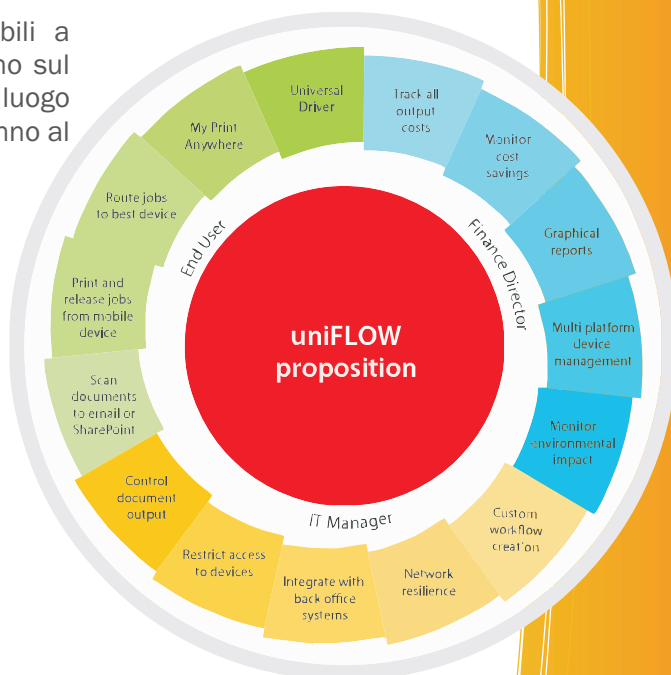 bili a
no sul
luogo
nno al
Universal
Driver
Track all
output
costs
Monitor
cost
savings
Graphical
reports
Multi platform
device
management
Monitor
environmental
impact
Custom
workflow
creation
Network
resilience
Integrate with
back office
systems
Restrict access
to devices
Control
document
output
Scan
documents
to email or
SharePoint
Print and
release jobs
from mobile
device
Route jobs
to best device
My Print
Anywhere
End User
Finance Director
IT Manager
uniFLOW
proposition